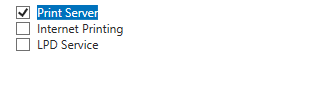 Print Server
Internet Printing
LPD Service